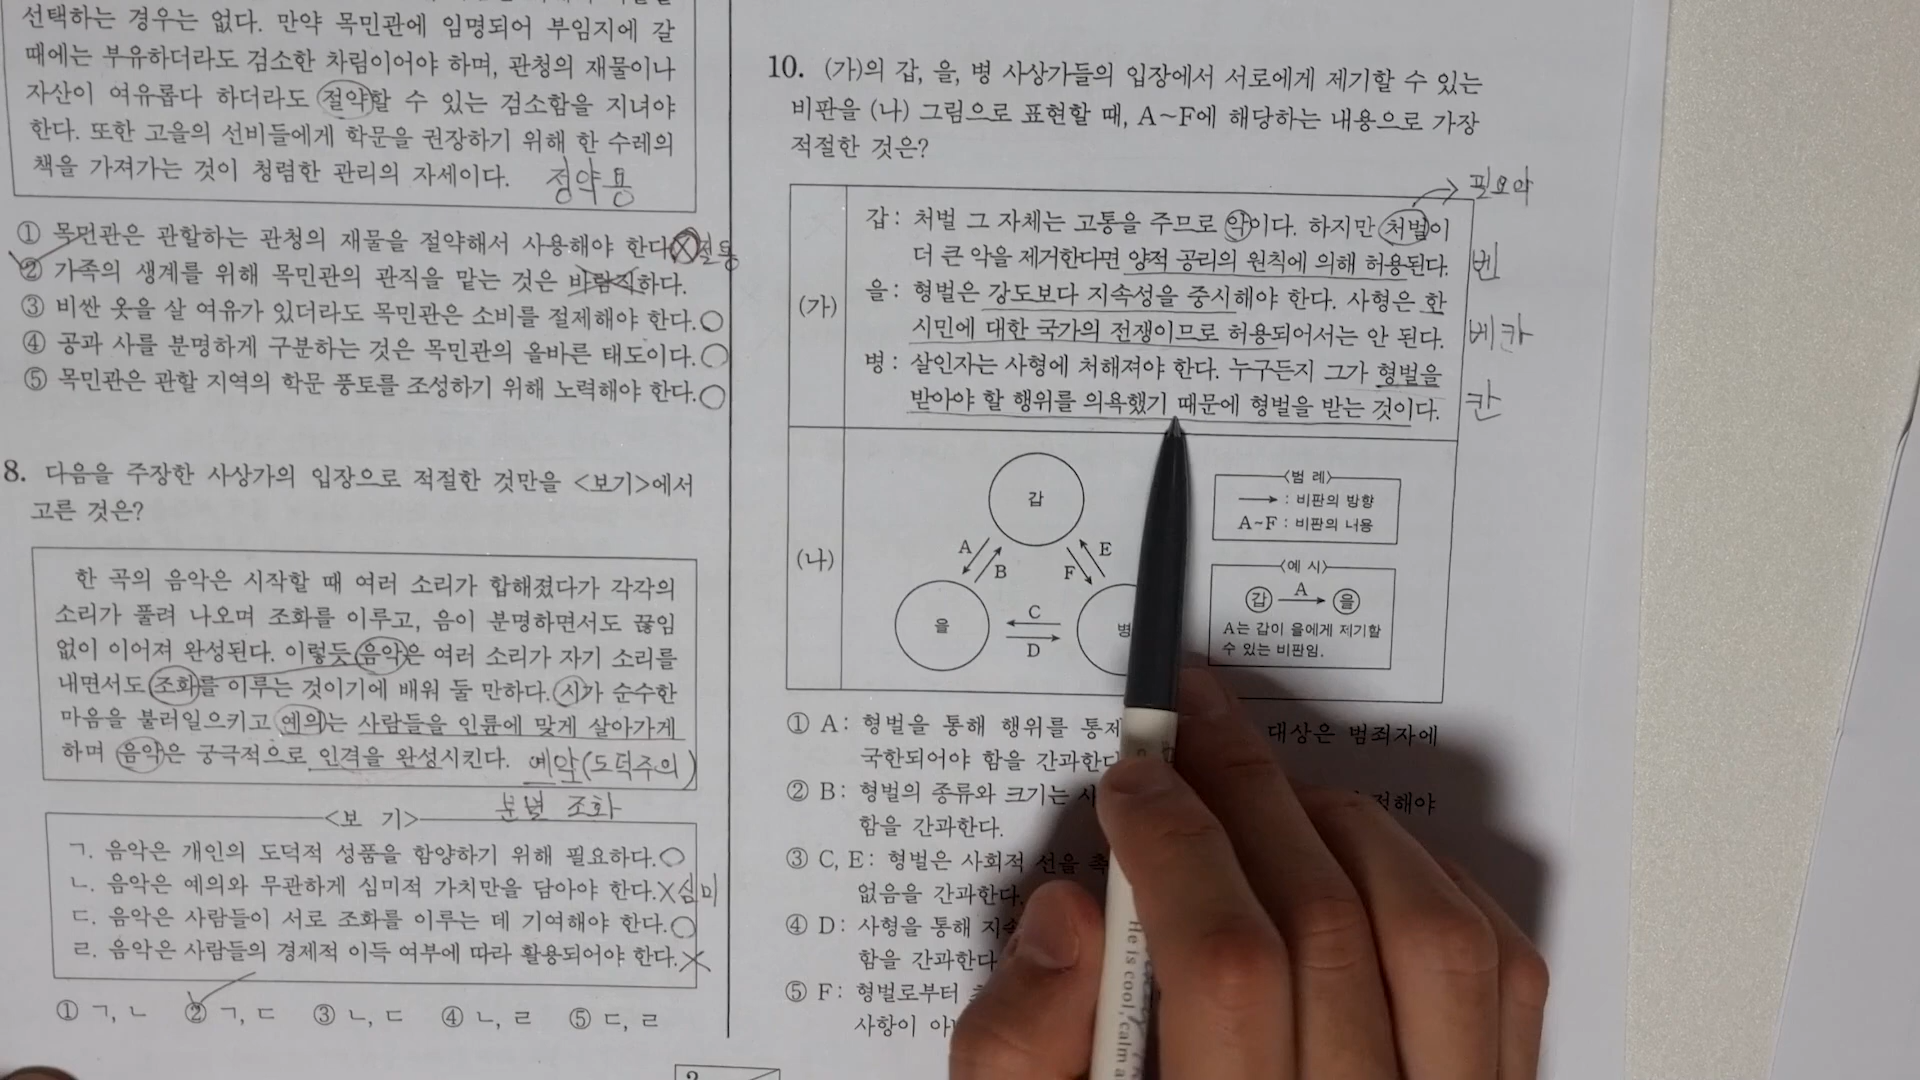 선택하는 경우는 없다. 만약 목민관에 임명되어 부임지에 갈
때에는 부유하더라도 검소한 차림이어야 하며, 관청의 재물이나
자산이 여유롭다 하더라도 절약할 수 있는 검소함을 지녀야
한다. 또한 고을의 선비들에게 학문을 권장하기 위해 한 수레의
책을 가져가는 것이 청렴한 관리의 자세이다. 정약용
① 목민관은 관할하는 관청의 재물을 절약해서 사용해야 한다. X
② 가족의 생계를 위해 목민관의 관직을 맡는 것은 바람직하다.
③ 비싼 옷을 살 여유가 있더라도 목민관은 소비를 절제해야 한다. ○
④ 공과 사를 분명하게 구분하는 것은 목민관의 올바른 태도이다. ○
⑤ 목민관은 관할 지역의 학문 풍토를 조성하기 위해 노력해야 한다. ○
8. 다음을 주장한 사상가의 입장으로 적절한 것만을 <보기>에서
고른 것은?
한 곡의 음악은 시작할 때 여러 소리가 합해졌다가 각각의
소리가 풀려 나오며 조화를 이루고, 음이 분명하면서도 끊임
없이 이어져 완성된다. 이렇듯 음악은 여러 소리가 자기 소리를
내면서도 조화를 이루는 것이기에 배워 둘 만하다. 시가 순수한
마음을 불러일으키고 예의는 사람들을 인륜에 맞게 살아가게
하며 음악은 궁극적으로 인격을 완성시킨다. 예악(도덕주의)
분별 조화
<보 기>
ㄱ. 음악은 개인의 도덕적 성품을 함양하기 위해 필요하다. ○
ㄴ. 음악은 예의와 무관하게 심미적 가치만을 담아야 한다. X 심미
ㄷ. 음악은 사람들이 서로 조화를 이루는 데 기여해야 한다. ○
ㄹ. 음악은 사람들의 경제적 이득 여부에 따라 활용되어야 한다. X
① ㄱ, ㄴ ② ㄱ, ㄷ ③ ㄴ, ㄷ ④ ㄴ, ㄹ ⑤ ㄷ, ㄹ
2
10. (가)의 갑, 을, 병 사상가들의 입장에서 서로에게 제기할 수 있는
비판을 (나) 그림으로 표현할 때, A~F에 해당하는 내용으로 가장
적절한 것은?
필요악
(가)
갑: 처벌 그 자체는 고통을 주므로 악이다. 하지만 처벌이
더 큰 악을 제거한다면 양적 공리의 원칙에 의해 허용된다. 벤
을: 형벌은 강도보다 지속성을 중시해야 한다. 사형은 한
시민에 대한 국가의 전쟁이므로 허용되어서는 안 된다. 베카
병: 살인자는 사형에 처해져야 한다. 누구든지 그가 형벌을
받아야 할 행위를 의욕했기 때문에 형벌을 받는 것이다. 칸
(나)
갑
A B F E
을 C D 병
<범 례>
→ : 비판의 방향
A~F : 비판의 내용
<예 시>
갑 A → 을
A는 갑이 을에게 제기할
수 있는 비판임.
① A: 형벌을 통해 행위를 통제 대상은 범죄자에
국한되어야 함을 간과한다
② B: 형벌의 종류와 크기는
함을 간과한다.
③ C, E: 형벌은 사회적 선을
없음을 간과한다.
④ D: 사형을 통해
함을 간과한다
⑤ F: 형벌로부터
사항이
He is cool, calm a